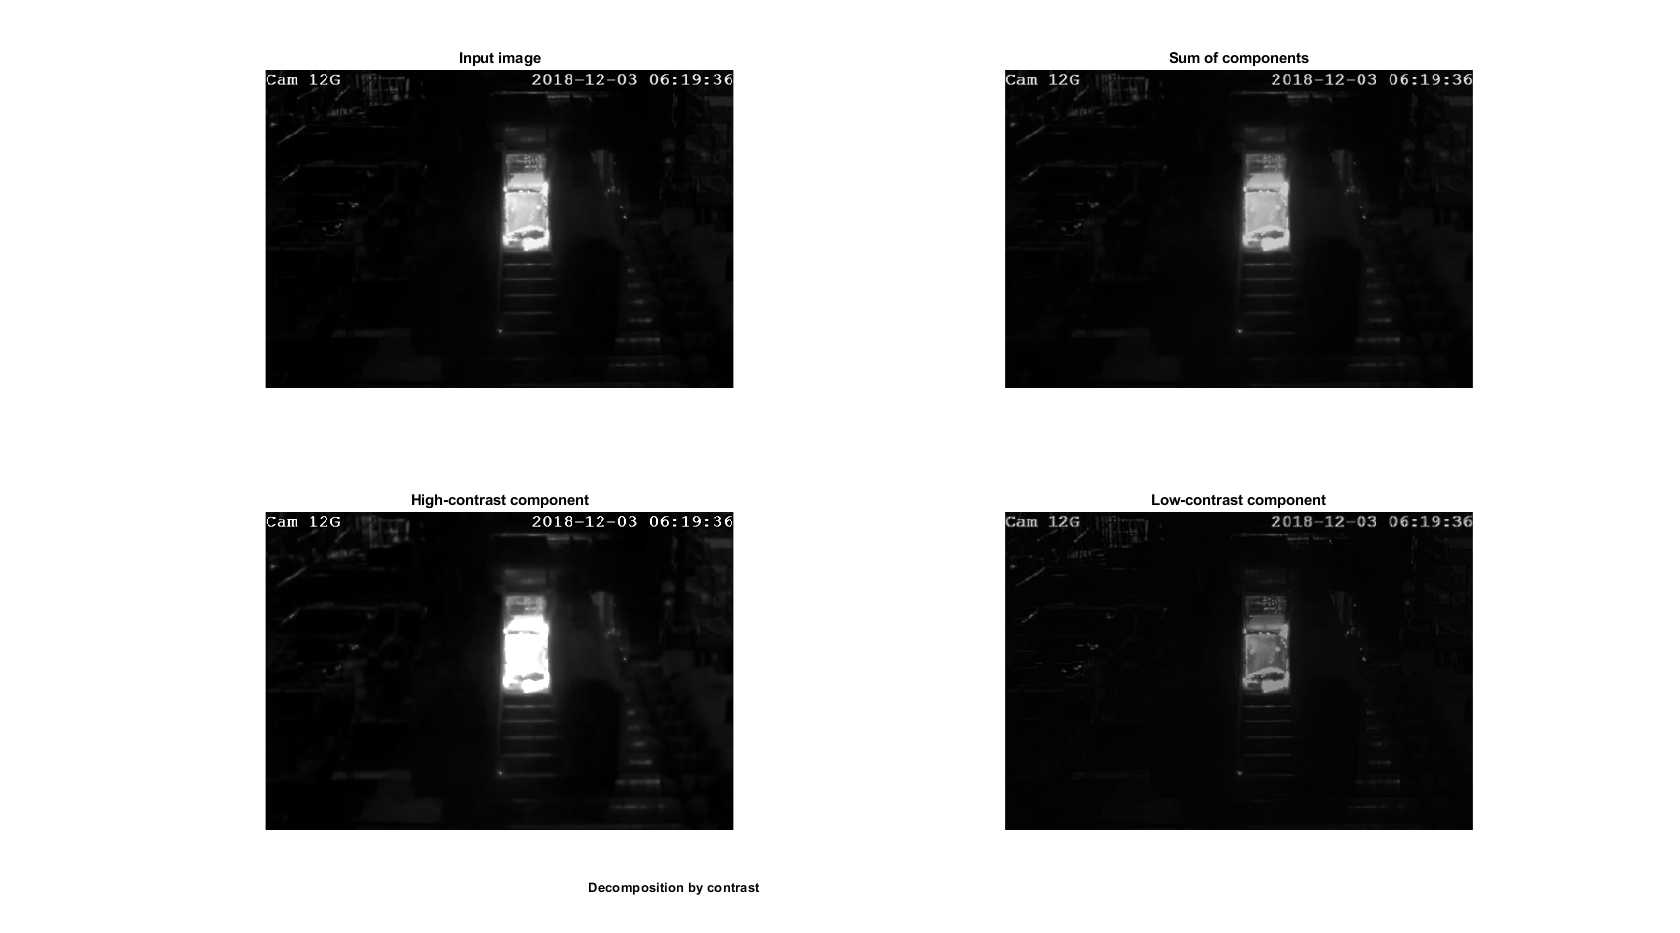 Input image
Cam 12G 2018-12-03 06:19:36
Sum of components
Cam 12G 2018-12-03 06:19:36
High-contrast component
Cam 12G 2018-12-03 06:19:36
Low-contrast component
Cam 12G 2018-12-03 06:19:36
Decomposition by contrast